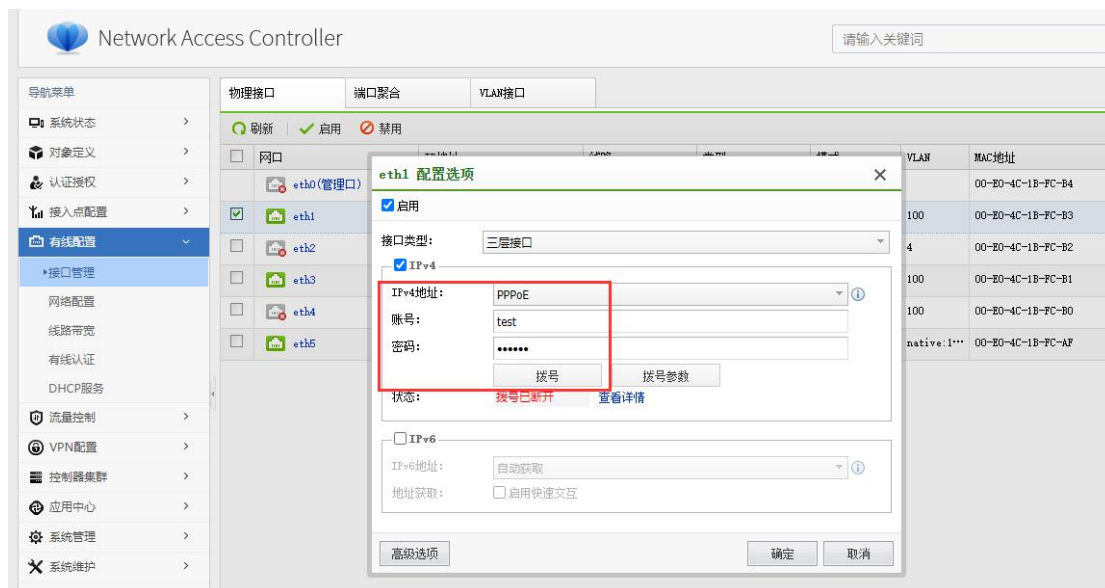 Network Access Controller
请输入关键词
导航菜单
物理接口 端口聚合 VLAN接口
系统状态
刷新 启用 禁用
对象定义
网口 VLAN MAC地址
认证授权
eth0(管理口) 00-E0-4C-1B-FC-B4
接入点配置
eth1 100 00-E0-4C-1B-FC-B3
有线配置
eth2 4 00-E0-4C-1B-FC-B2
接口管理
eth3 100 00-E0-4C-1B-FC-B1
网络配置
eth4 100 00-E0-4C-1B-FC-B0
线路带宽
eth5 native:1··· 00-E0-4C-1B-FC-AF
有线认证
DHCP服务
流量控制
VPN配置
控制器集群
应用中心
系统管理
系统维护
eth1 配置选项
启用
接口类型: 三层接口
IPv4
IPv4地址: PPPoE
账号: test
密码: ••••••
拨号 拨号参数
状态: 拨号已断开 查看详情
IPv6
IPv6地址: 自动获取
地址获取: 启用快速交互
高级选项 确定 取消